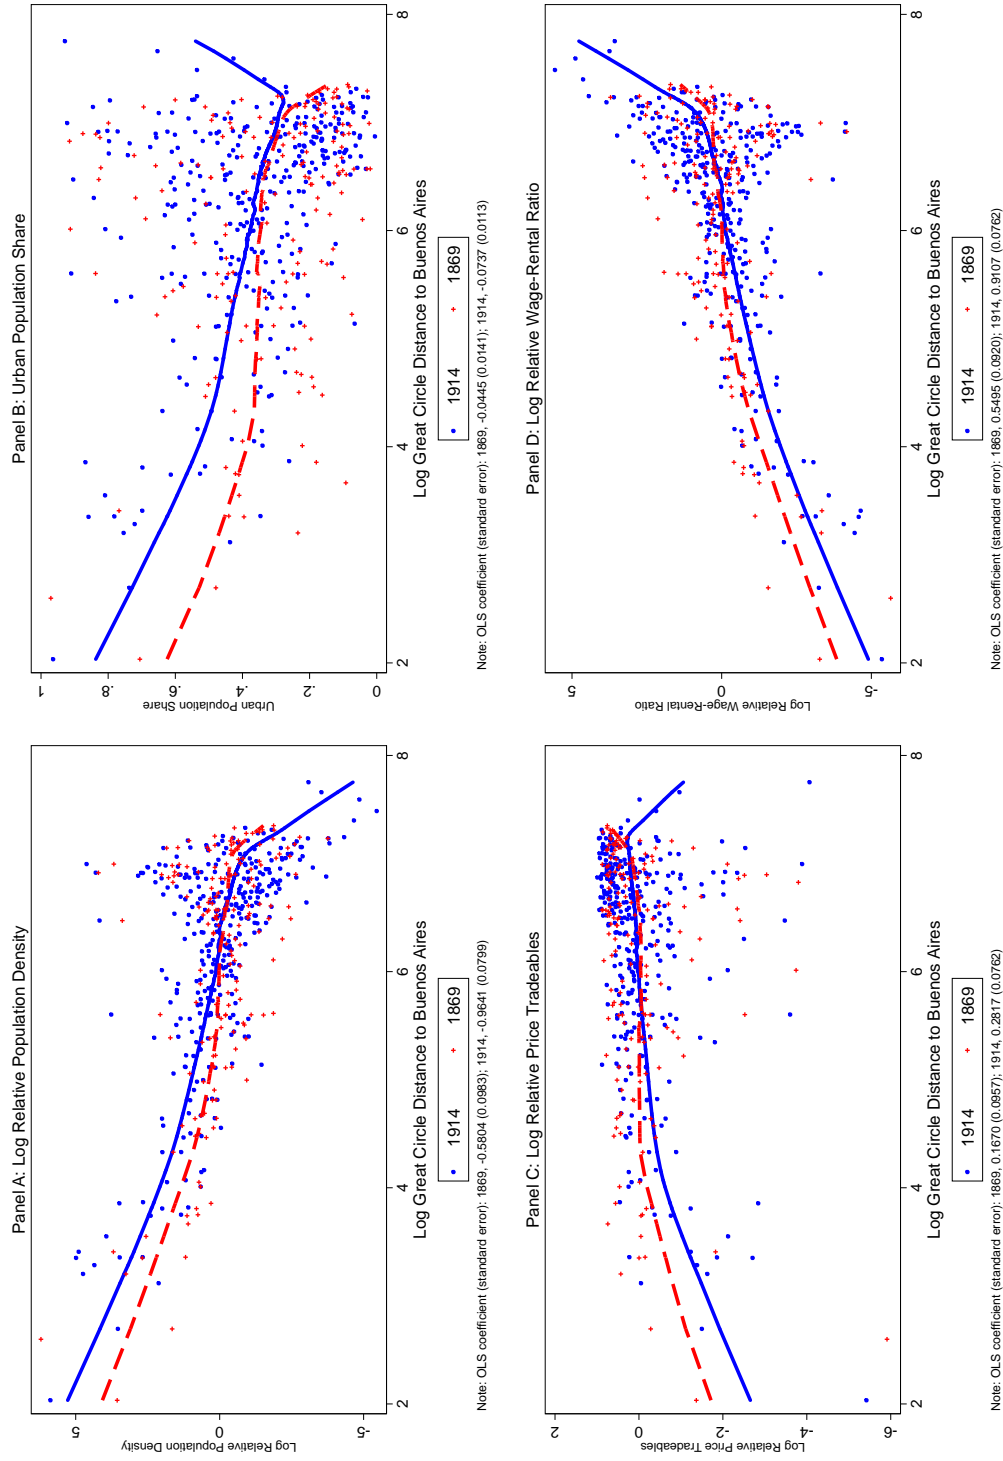 Panel A: Log Relative Population Density
Log Relative Population Density
5
0
-5
2
4
6
8
Log Great Circle Distance to Buenos Aires
1914
1869
Note: OLS coefficient (standard error): 1869, -0.5804 (0.0983); 1914, -0.9641 (0.0799)
Panel B: Urban Population Share
Urban Population Share
1
.8
.6
.4
.2
0
2
4
6
8
Log Great Circle Distance to Buenos Aires
1914
1869
Note: OLS coefficient (standard error): 1869, -0.0445 (0.0141); 1914, -0.0737 (0.0113)
Panel C: Log Relative Price Tradeables
Log Relative Price Tradeables
2
0
-2
-4
-6
2
4
6
8
Log Great Circle Distance to Buenos Aires
1914
1869
Note: OLS coefficient (standard error): 1869, 0.1670 (0.0957); 1914, 0.2817 (0.0762)
Panel D: Log Relative Wage-Rental Ratio
Log Relative Wage-Rental Ratio
5
0
-5
2
4
6
8
Log Great Circle Distance to Buenos Aires
1914
1869
Note: OLS coefficient (standard error): 1869, 0.5495 (0.0920); 1914, 0.9107 (0.0762)